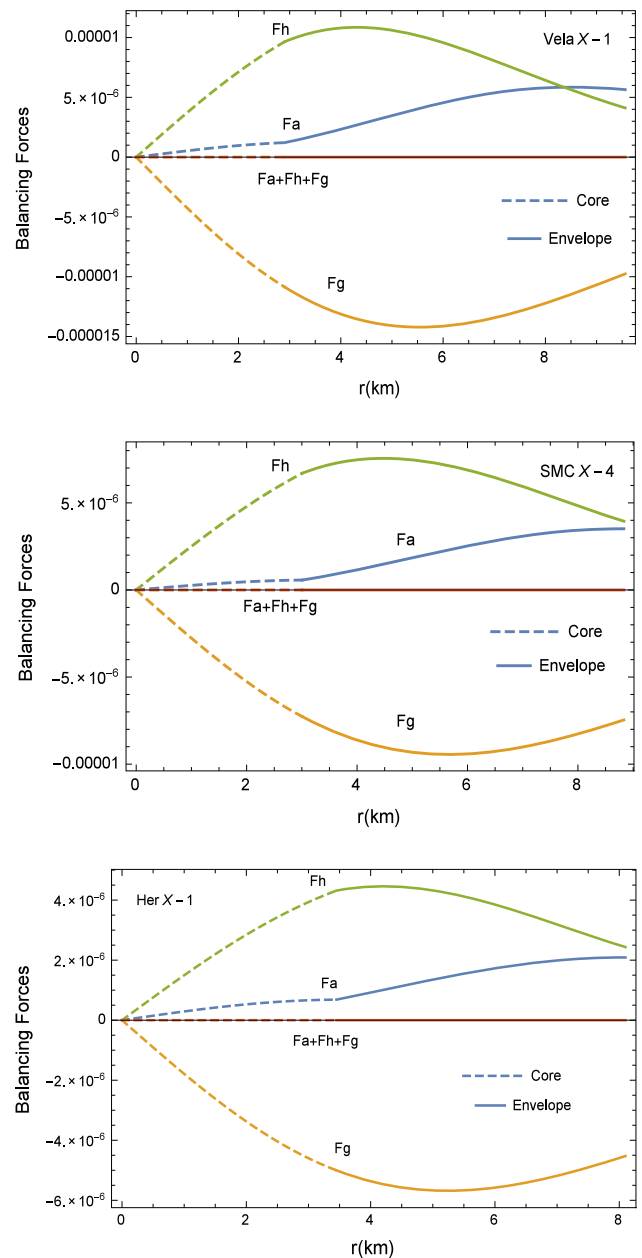 Vela X−1
Balancing Forces
0.00001
5.×10⁻⁶
0
−5.×10⁻⁶
−0.00001
−0.000015
Fh
Fa
Fa+Fh+Fg
Fg
Core
Envelope
0 2 4 6 8
r(km)
SMC X−4
Balancing Forces
5.×10⁻⁶
0
−5.×10⁻⁶
−0.00001
Fh
Fa
Fa+Fh+Fg
Fg
Core
Envelope
0 2 4 6 8
r(km)
Her X−1
Balancing Forces
4.×10⁻⁶
2.×10⁻⁶
0
−2.×10⁻⁶
−4.×10⁻⁶
−6.×10⁻⁶
Fh
Fa
Fa+Fh+Fg
Fg
Core
Envelope
0 2 4 6 8
r(km)